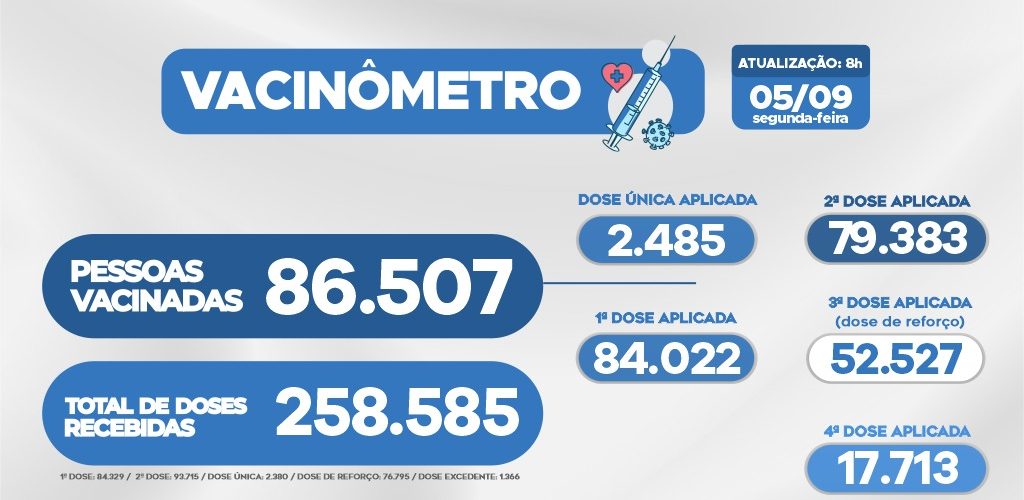 VACINÔMETRO
ATUALIZAÇÃO: 8h
05/09
segunda-feira
PESSOAS
VACINADAS
86.507
DOSE ÚNICA APLICADA
2.485
1ª DOSE APLICADA
84.022
2ª DOSE APLICADA
79.383
3ª DOSE APLICADA
(dose de reforço)
52.527
4ª DOSE APLICADA
17.713
TOTAL DE DOSES
RECEBIDAS
258.585
1ª DOSE: 84.329 / 2ª DOSE: 93.715 / DOSE ÚNICA: 2.380 / DOSE DE REFORÇO: 76.795 / DOSE EXCEDENTE: 1.366